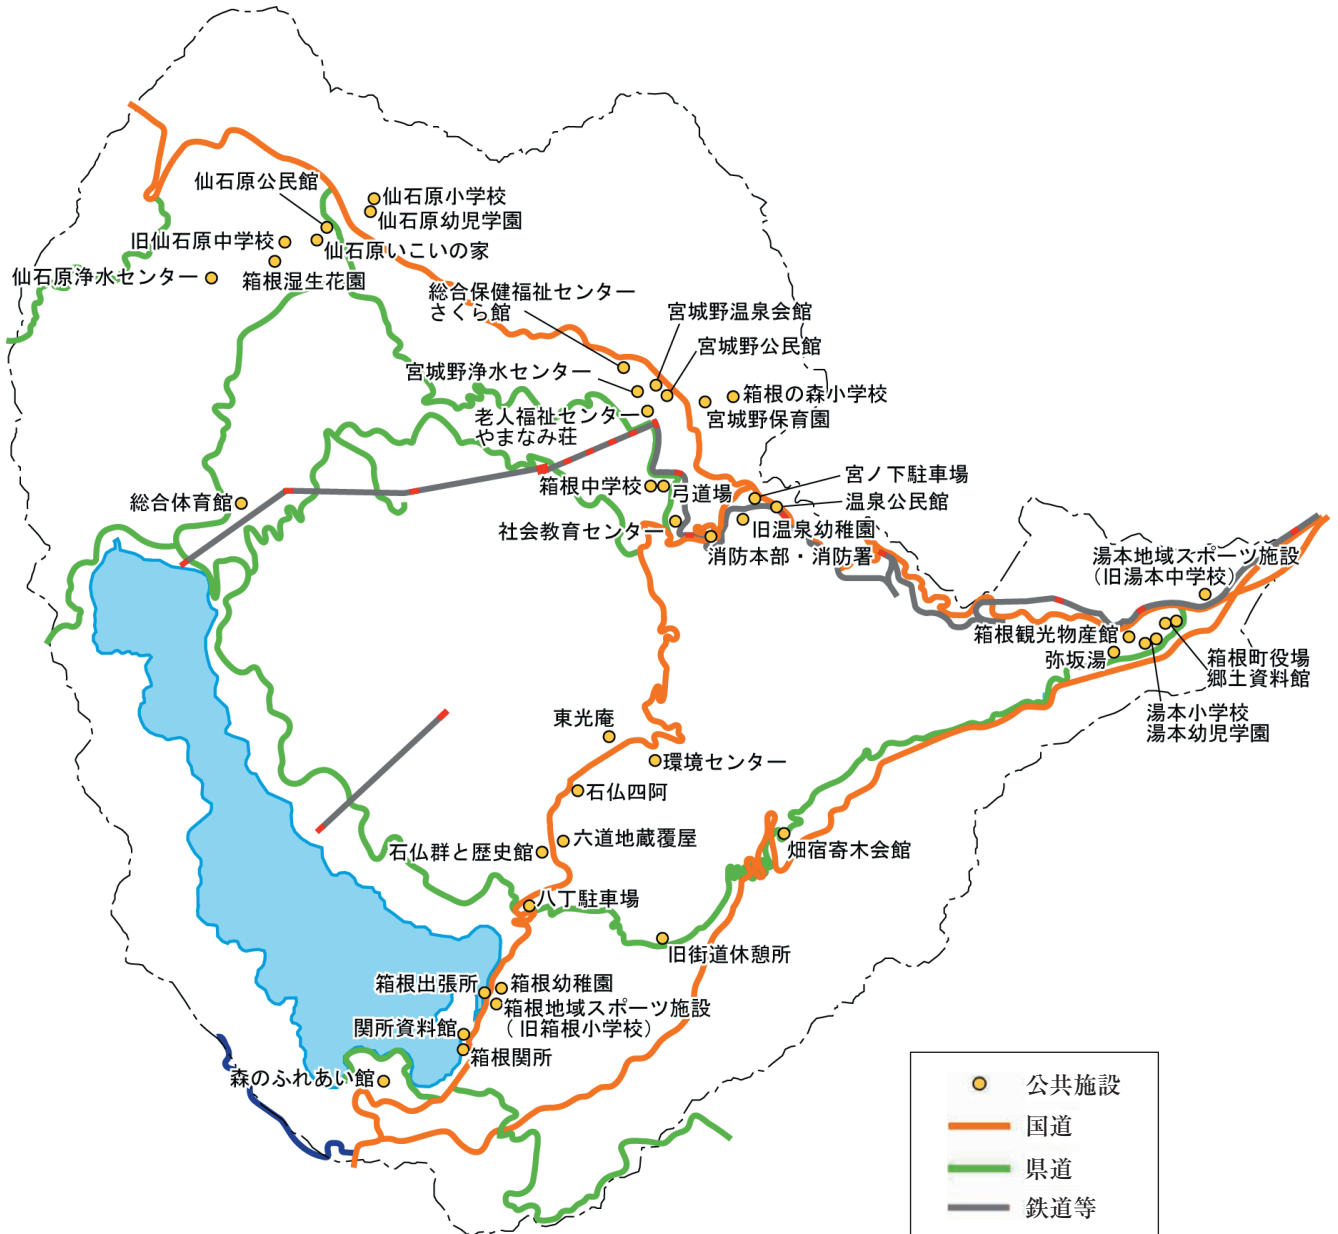 仙石原公民館
仙石原小学校
仙石原幼児学園
旧仙石原中学校
仙石原いこいの家
仙石原浄水センター
箱根湿生花園
総合保健福祉センター
さくら館
宮城野温泉会館
宮城野公民館
宮城野浄水センター
箱根の森小学校
宮城野保育園
老人福祉センター
やまなみ荘
宮ノ下駐車場
箱根中学校
弓道場
温泉公民館
総合体育館
社会教育センター
旧温泉幼稚園
消防本部・消防署
湯本地域スポーツ施設
（旧湯本中学校）
箱根観光物産館
弥坂湯
箱根町役場
郷土資料館
湯本小学校
湯本幼児学園
東光庵
環境センター
石仏四阿
六道地蔵覆屋
石仏群と歴史館
畑宿寄木会館
八丁駐車場
旧街道休憩所
箱根出張所
箱根幼稚園
箱根地域スポーツ施設
（旧箱根小学校）
関所資料館
箱根関所
森のふれあい館
公共施設
国道
県道
鉄道等